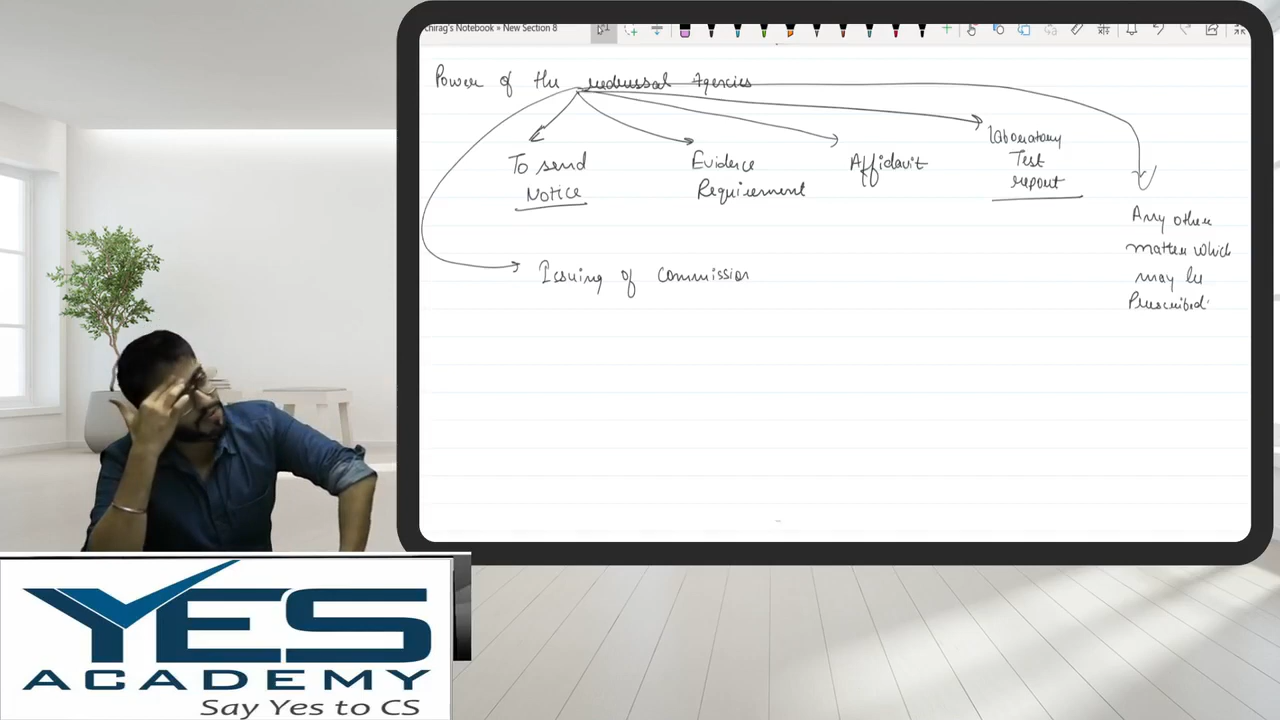 chirag's Notebook » New Section 8
Power of the redressal Agencies
To send
Notice
Evidence
Requirement
Affidavit
Laboratory
Test
report
Any other
matter which
may be
Prescribed.
Issuing of commission
YES
ACADEMY
Say Yes to CS